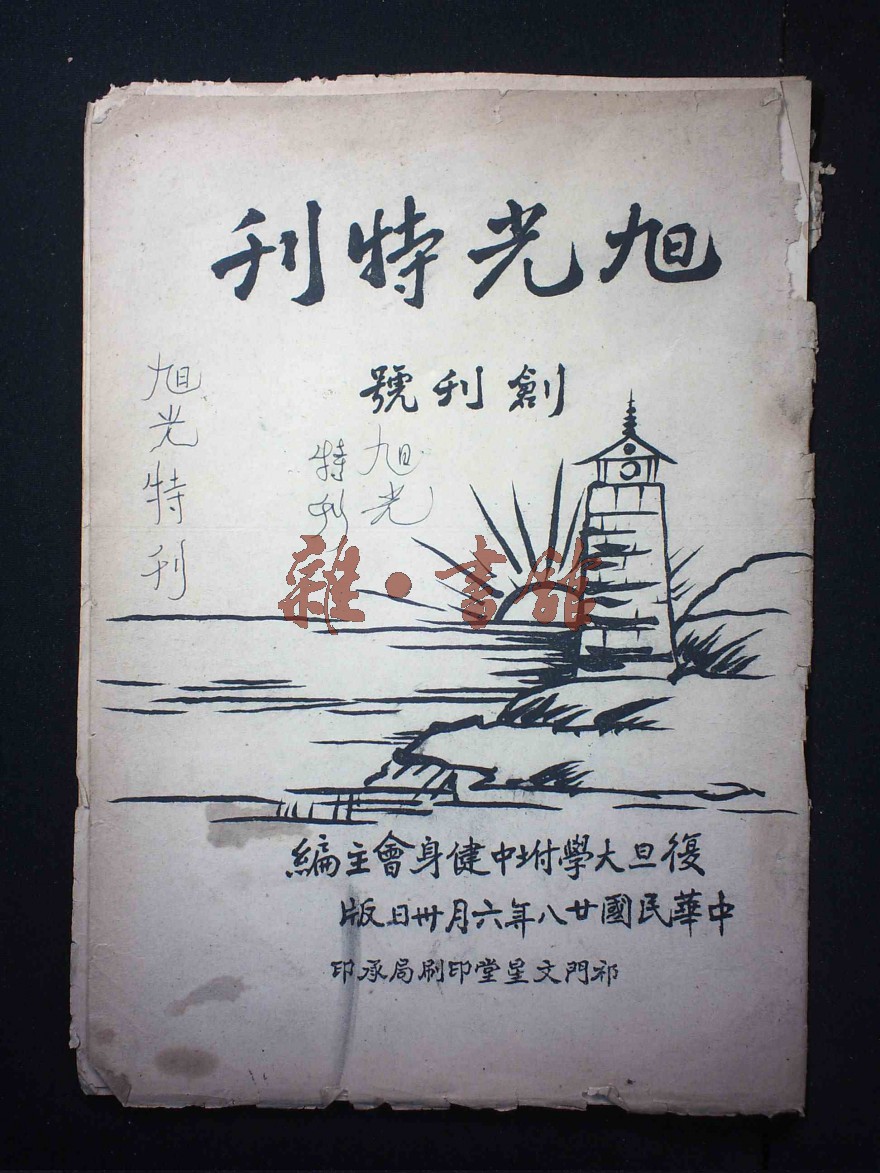 旭光特刊
創刊號
旭光特刊
旭光
特刊
雜·書館
復旦大學坿中健身會主編
中華民國廿八年六月卅日版
祁門文星堂印刷局承印